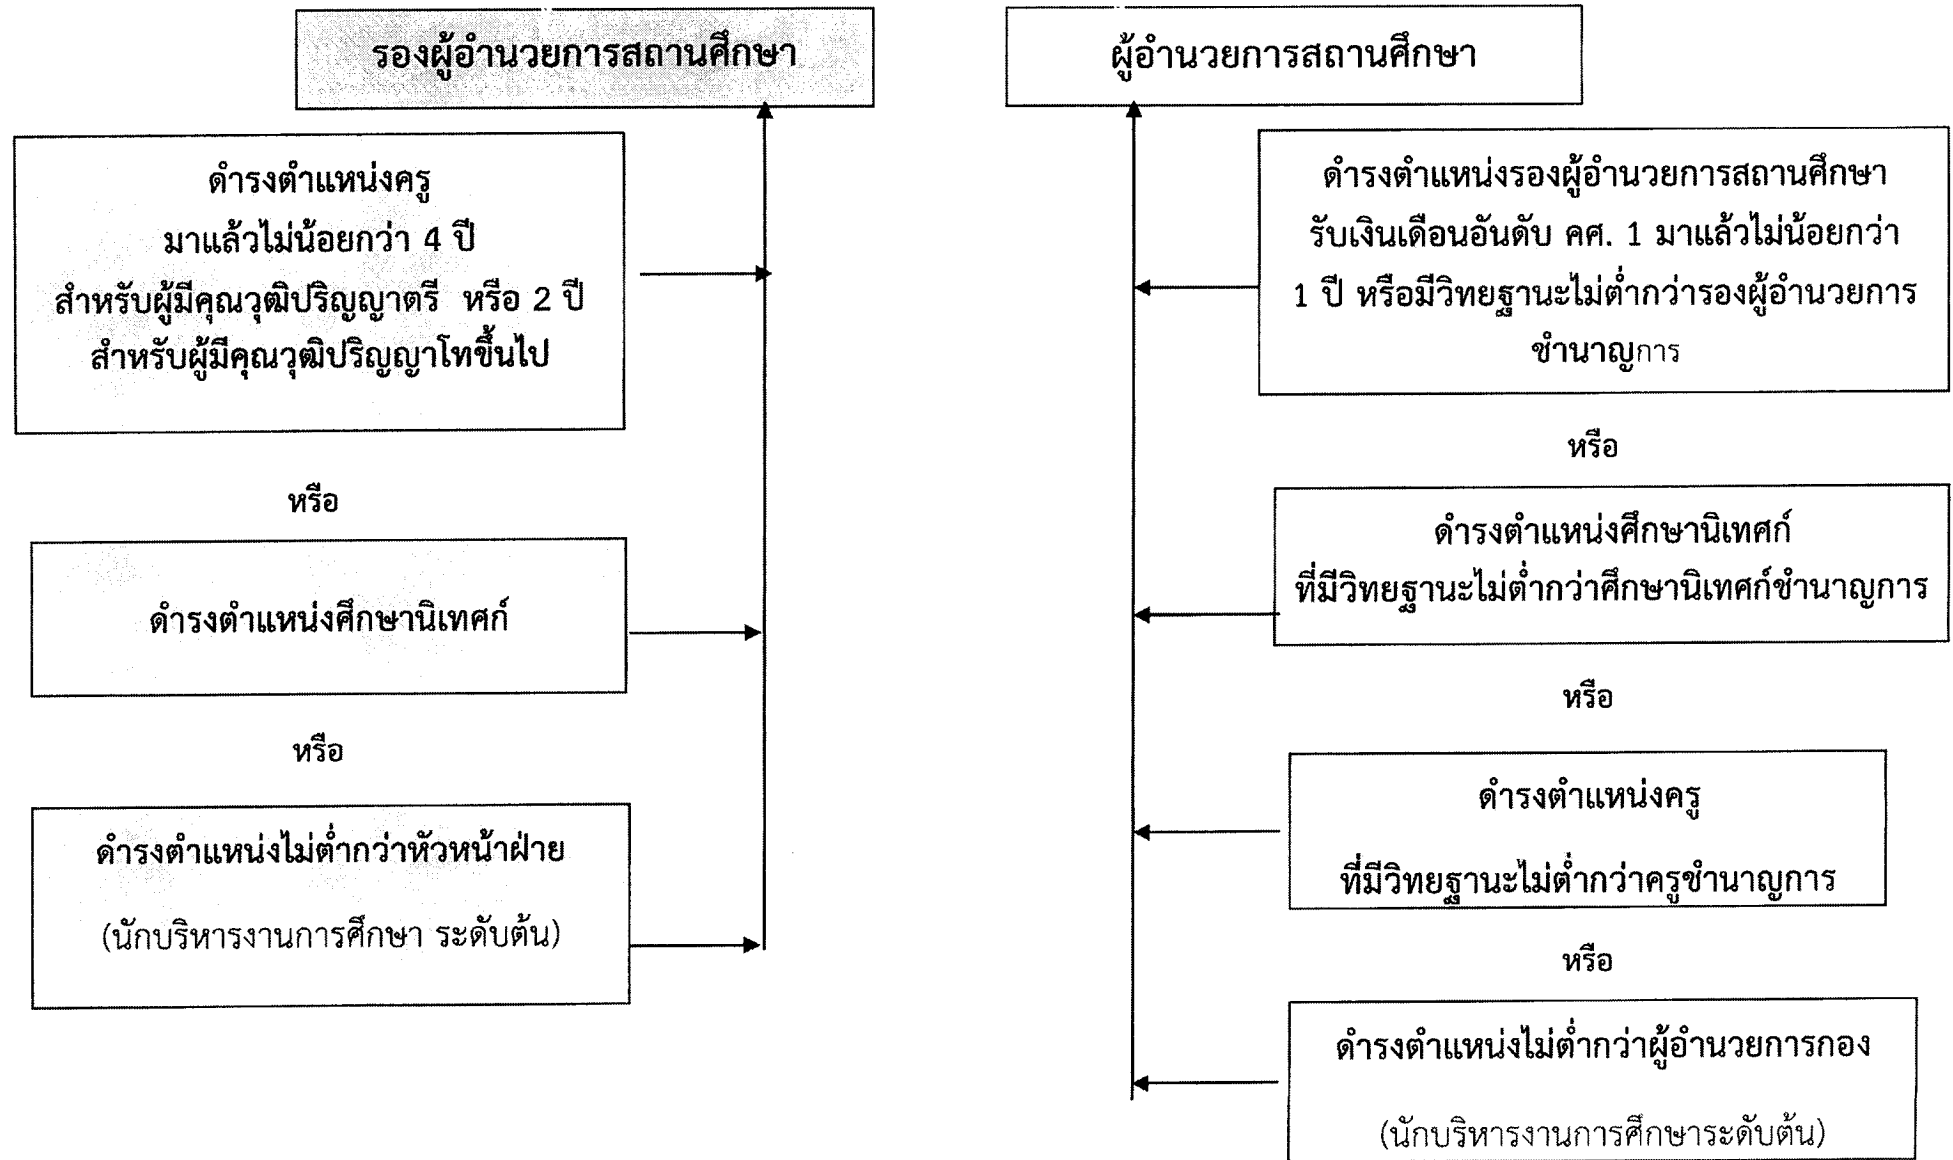 รองผู้อำนวยการสถานศึกษา
ดำรงตำแหน่งครู
มาแล้วไม่น้อยกว่า 4 ปี
สำหรับผู้มีคุณวุฒิปริญญาตรี หรือ 2 ปี
สำหรับผู้มีคุณวุฒิปริญญาโทขึ้นไป
หรือ
ดำรงตำแหน่งศึกษานิเทศก์
หรือ
ดำรงตำแหน่งไม่ต่ำกว่าหัวหน้าฝ่าย
(นักบริหารงานการศึกษา ระดับต้น)
ผู้อำนวยการสถานศึกษา
ดำรงตำแหน่งรองผู้อำนวยการสถานศึกษา
รับเงินเดือนอันดับ คศ. 1 มาแล้วไม่น้อยกว่า
1 ปี หรือมีวิทยฐานะไม่ต่ำกว่ารองผู้อำนวยการ
ชำนาญการ
หรือ
ดำรงตำแหน่งศึกษานิเทศก์
ที่มีวิทยฐานะไม่ต่ำกว่าศึกษานิเทศก์ชำนาญการ
หรือ
ดำรงตำแหน่งครู
ที่มีวิทยฐานะไม่ต่ำกว่าครูชำนาญการ
หรือ
ดำรงตำแหน่งไม่ต่ำกว่าผู้อำนวยการกอง
(นักบริหารงานการศึกษาระดับต้น)